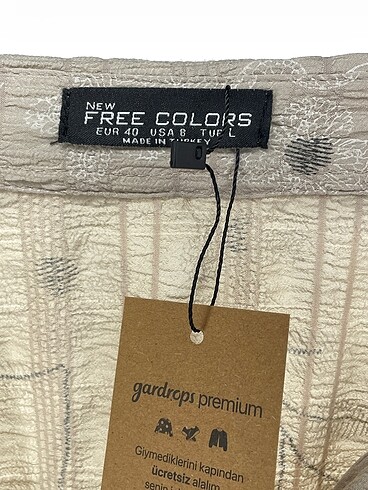 NEW
FREE COLORS
EUR 40 USA 8 TUR L
MADE IN TURKEY
gardrops premium
Giymediklerini kapından
ücretsiz alalım